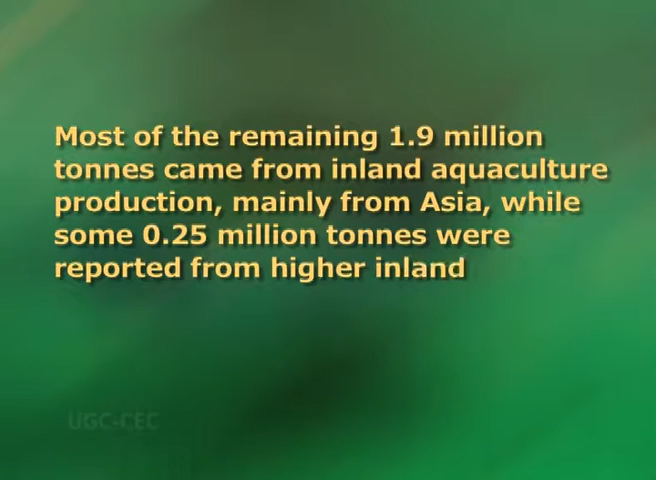 Most of the remaining 1.9 million
tonnes came from inland aquaculture
production, mainly from Asia, while
some 0.25 million tonnes were
reported from higher inland
UGC-CEC